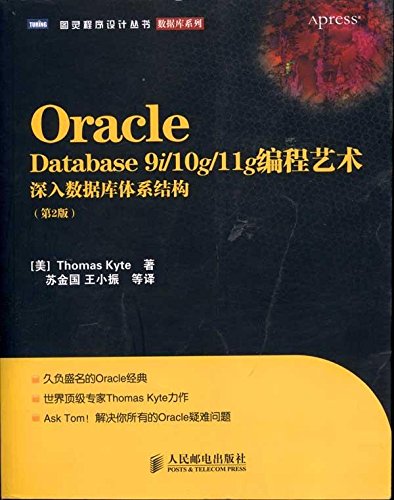 TURING 图灵程序设计丛书 数据库系列
Apress®
Oracle
Database 9i/10g/11g编程艺术
深入数据库体系结构
（第2版）
［美］Thomas Kyte 著
苏金国 王小振 等译
久负盛名的Oracle经典
世界顶级专家Thomas Kyte力作
Ask Tom！解决你所有的Oracle疑难问题
人民邮电出版社
POSTS & TELECOM PRESS